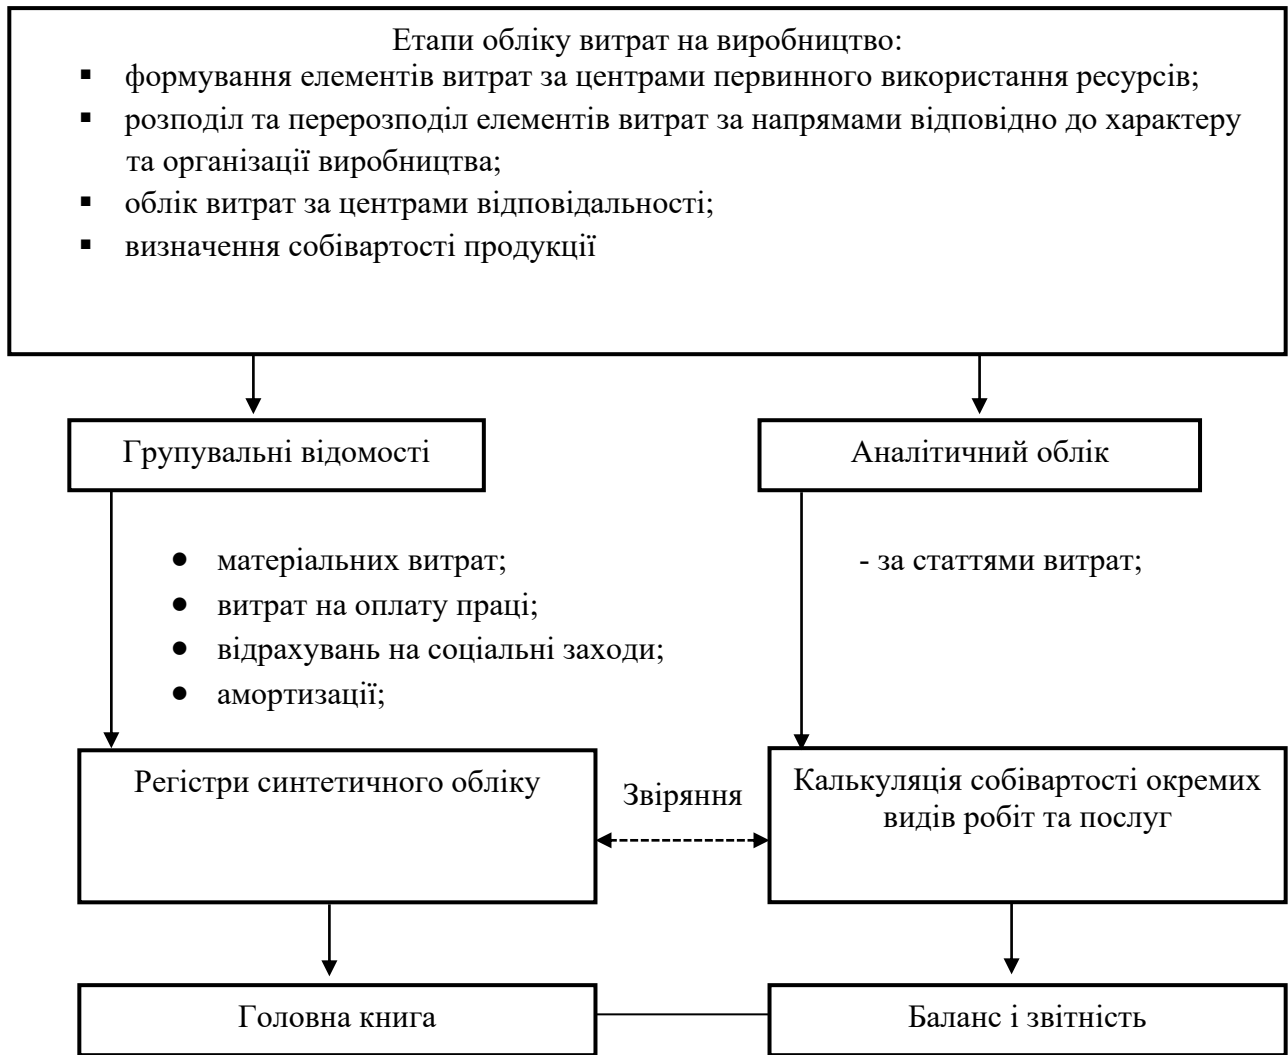 Етапи обліку витрат на виробництво:
▪ формування елементів витрат за центрами первинного використання ресурсів;
▪ розподіл та перерозподіл елементів витрат за напрямами відповідно до характеру
та організації виробництва;
▪ облік витрат за центрами відповідальності;
▪ визначення собівартості продукції
Групувальні відомості
Аналітичний облік
● матеріальних витрат;
● витрат на оплату праці;
● відрахувань на соціальні заходи;
● амортизації;
- за статтями витрат;
Регістри синтетичного обліку
Звіряння
Калькуляція собівартості окремих
видів робіт та послуг
Головна книга
Баланс і звітність